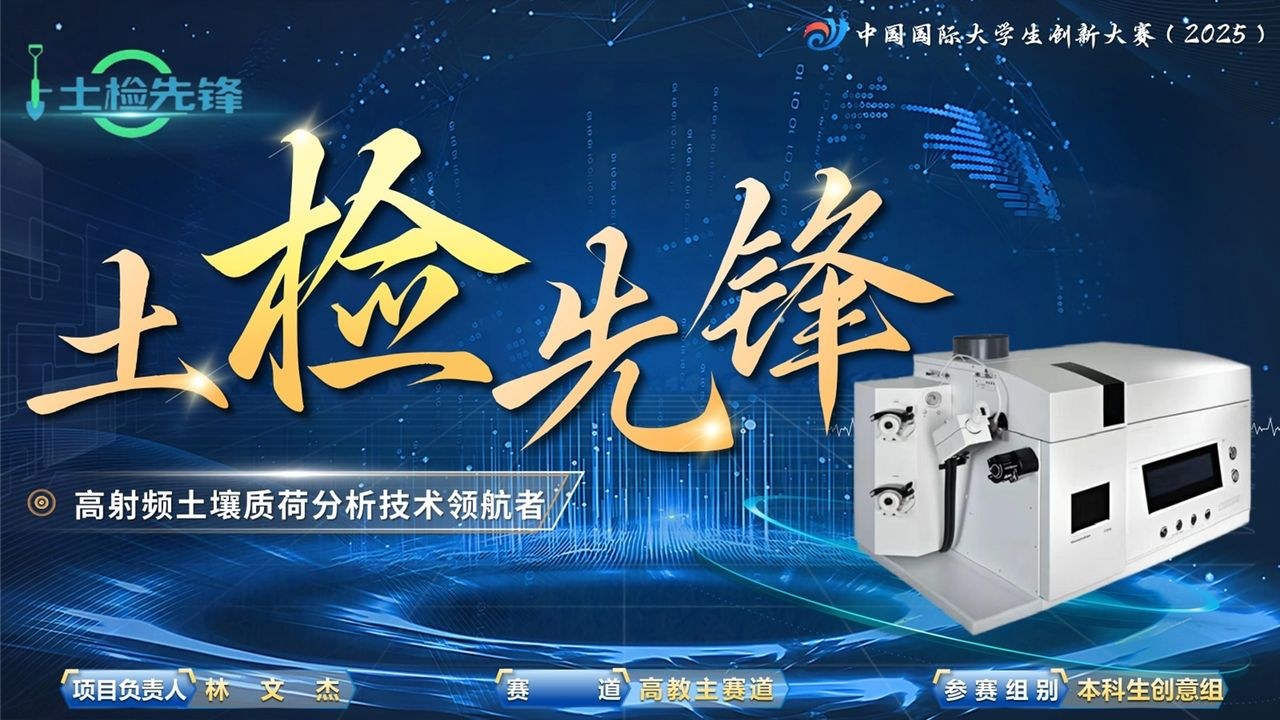 中国国际大学生创新大赛（2025）
土检先锋
土检先锋
高射频土壤质荷分析技术领航者
项目负责人 林文杰
赛道 高教主赛道
参赛组别 本科生创意组